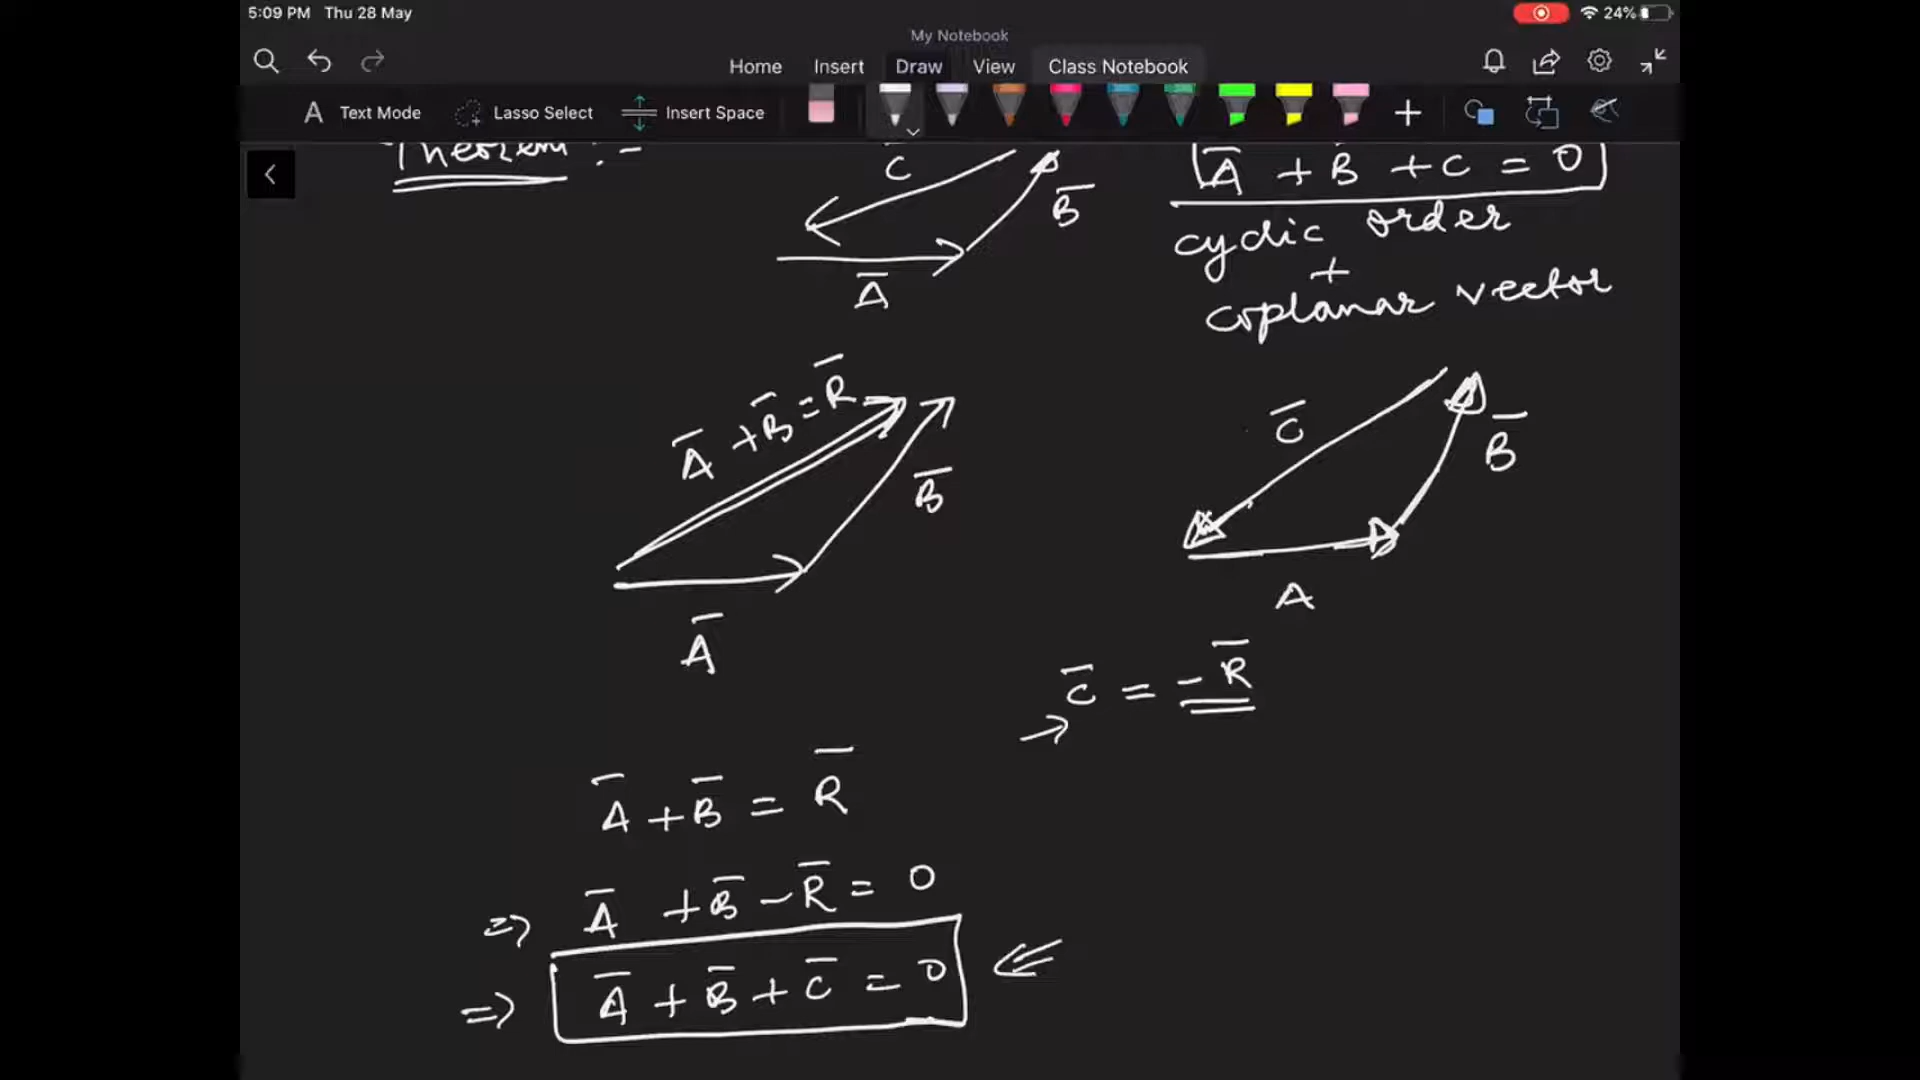 5:09 PM Thu 28 May
24%
My Notebook
Home Insert Draw View Class Notebook
A Text Mode Lasso Select Insert Space
Theorem :-
C̅
B̅
A̅
A̅ + B̅ + C = 0
cyclic order
+
coplanar vector
A̅ + B̅ = R̅
B̅
A̅
C̅
B̅
A
C̅ = -R̅
A̅ + B̅ = R̅
⇒ A̅ + B̅ - R̅ = 0
⇒ A̅ + B̅ + C̅ = 0